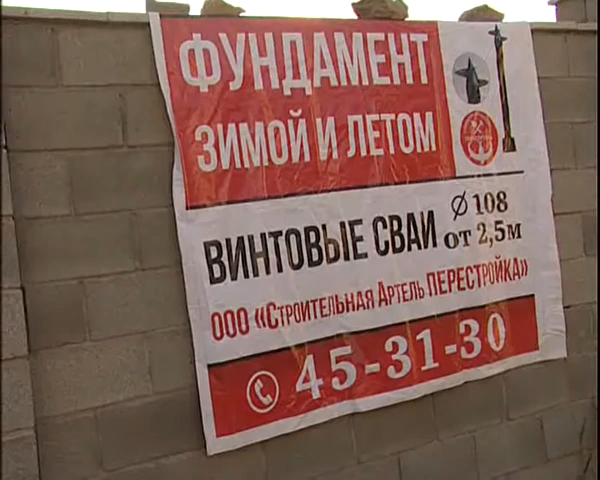 ФУНДАМЕНТ
ЗИМОЙ И ЛЕТОМ
ВИНТОВЫЕ СВАИ
Ø 108
от 2,5м
ООО «Строительная Артель ПЕРЕСТРОЙКА»
45-31-30